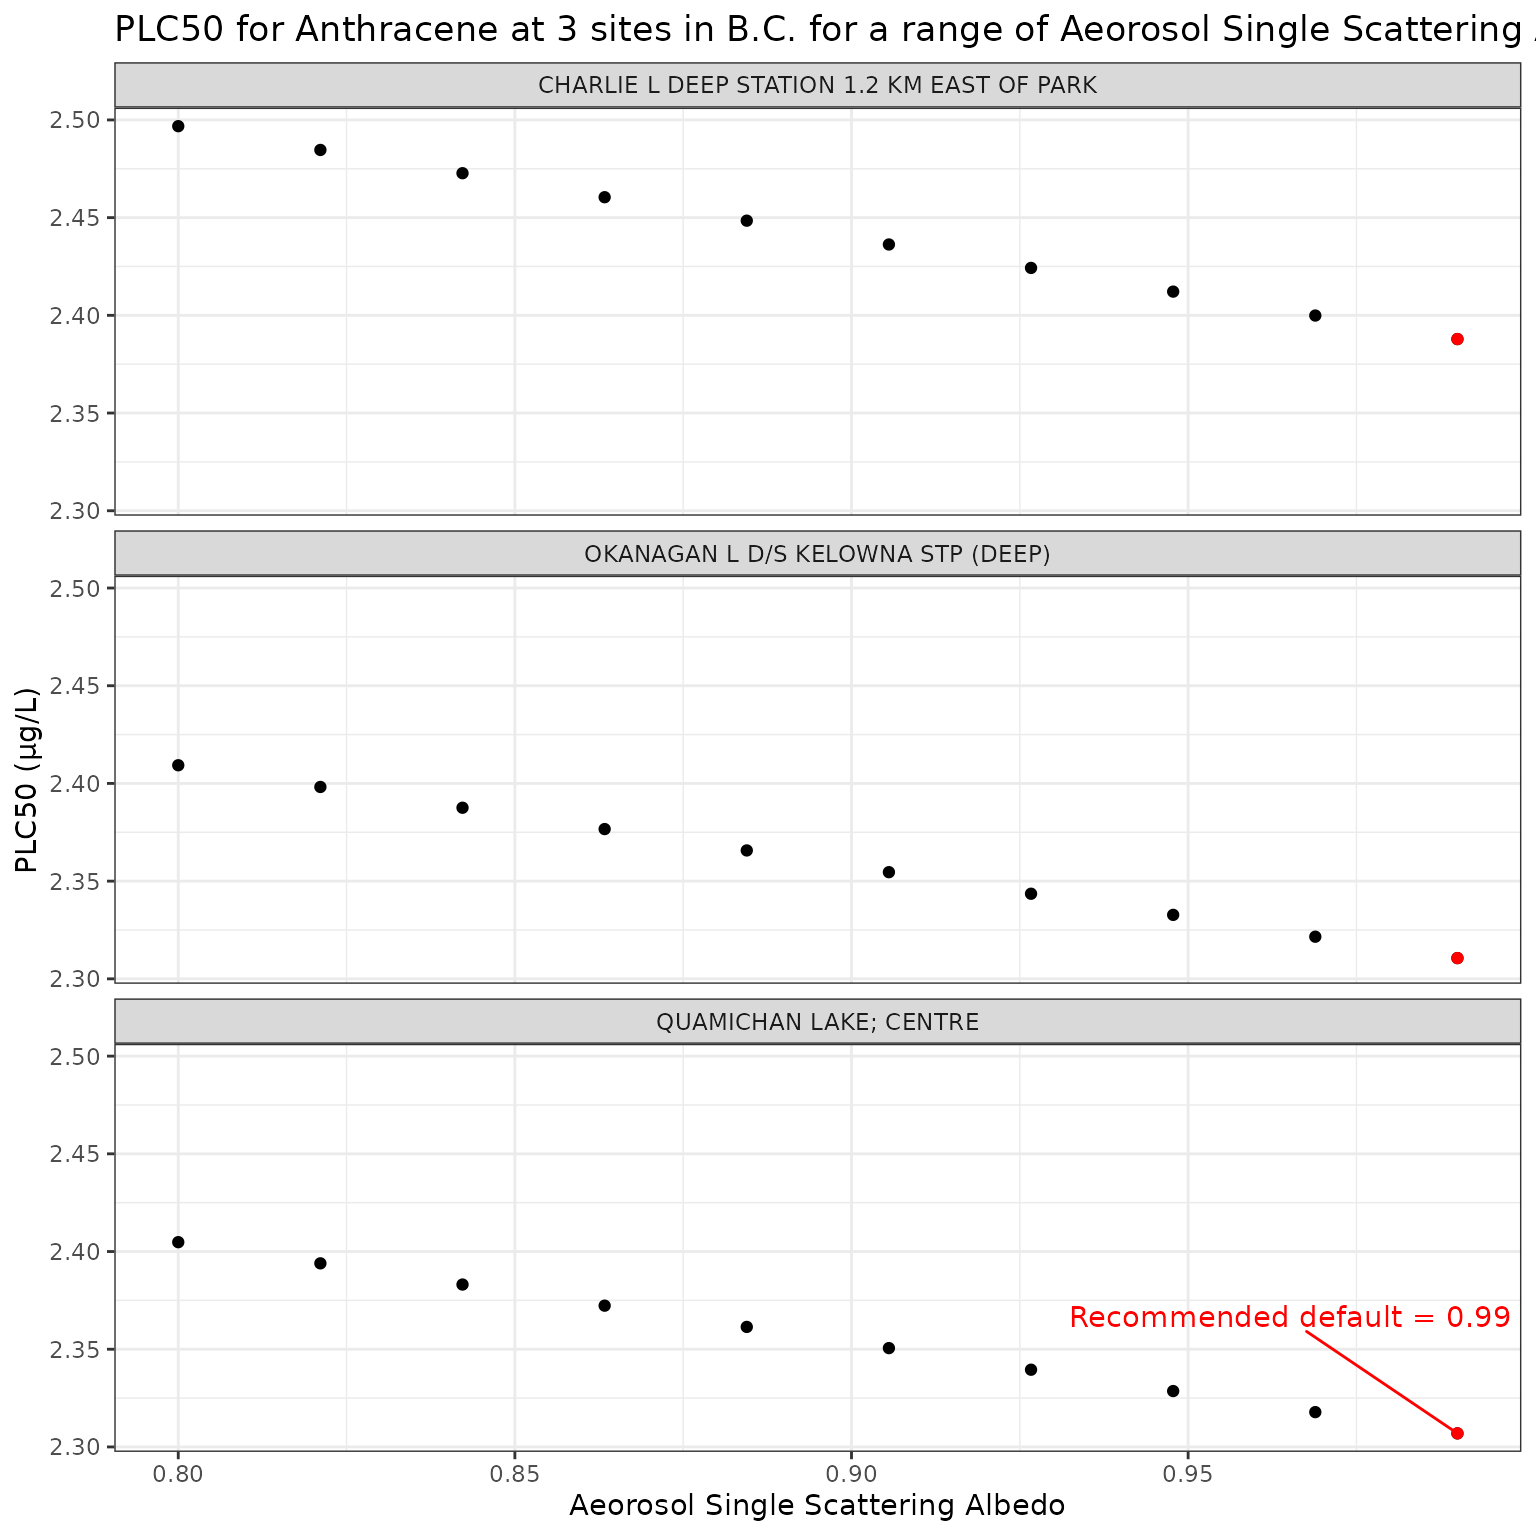 PLC50 for Anthracene at 3 sites in B.C. for a range of Aeorosol Single Scattering
CHARLIE L DEEP STATION 1.2 KM EAST OF PARK
2.50
2.45
2.40
2.35
2.30
OKANAGAN L D/S KELOWNA STP (DEEP)
2.50
2.45
2.40
2.35
2.30
PLC50 (µg/L)
QUAMICHAN LAKE; CENTRE
2.50
2.45
2.40
2.35
2.30
Recommended default = 0.99
0.80 0.85 0.90 0.95
Aeorosol Single Scattering Albedo